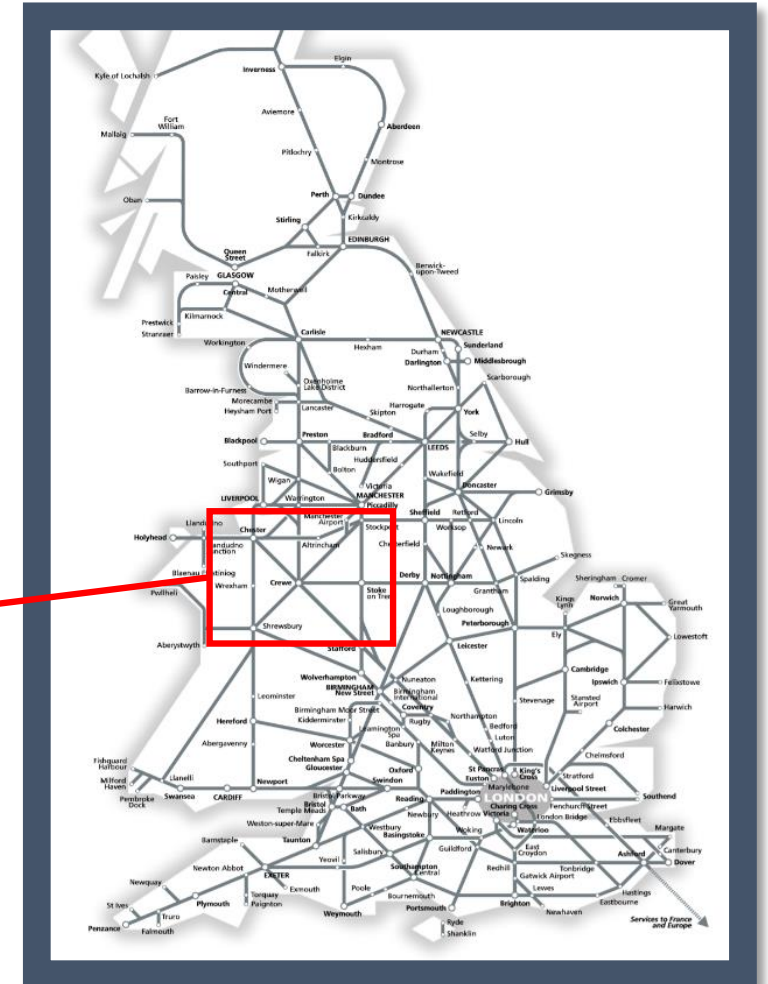 Elgin
Inverness
Kyle of Lochalsh
Aviemore
Fort
William
Aberdeen
Mallaig
Pitlochry
Montrose
Perth
Dundee
Oban
Stirling
Kirkcaldy
EDINBURGH
Queen
Street
Falkirk
GLASGOW
Central
Paisley
Motherwell
Berwick-
upon-Tweed
Prestwick
Kilmarnock
Stranraer
Carlisle
NEWCASTLE
Workington
Hexham
Durham
Sunderland
Darlington
Middlesbrough
Windermere
Oxenholme
Lake District
Northallerton
Scarborough
Barrow-in-Furness
Morecambe
Heysham Port
Lancaster
Harrogate
Skipton
York
Blackpool
Preston
Bradford
Selby
Hull
Blackburn
LEEDS
Southport
Huddersfield
Bolton
Wakefield
Wigan
Victoria
Doncaster
LIVERPOOL
Warrington
MANCHESTER
Piccadilly
Grimsby
Manchester
Airport
Stockport
Sheffield
Retford
Worksop
Lincoln
Holyhead
Llandudno
Chester
Altrincham
Chesterfield
Newark
Skegness
Wrexham
Crewe
Stoke
Derby
Nottingham
Grantham
Spalding
Sheringham
Cromer
Pwllheli
Kings
Lynn
Norwich
Great
Yarmouth
Loughborough
Peterborough
Ely
Lowestoft
Shrewsbury
Aberystwyth
Stafford
Leicester
Wolverhampton
BIRMINGHAM
New Street
Nuneaton
Birmingham
International
Kettering
Cambridge
Ipswich
Felixstowe
Leominster
Birmingham Moor Street
Kidderminster
Coventry
Rugby
Northampton
Stevenage
Stansted
Airport
Harwich
Hereford
Leamington
Spa
Bedford
Luton
Colchester
Abergavenny
Worcester
Banbury
Milton
Keynes
Watford Junction
Chelmsford
Cheltenham Spa
Gloucester
Oxford
Swindon
St Pancras
Euston
King's
Cross
Stratford
Fishguard
Harbour
Milford
Haven
Llanelli
Newport
Pembroke
Dock
Swansea
CARDIFF
Bristol Parkway
Bristol
Temple Meads
Bath
Reading
Paddington
Marylebone
LONDON
Liverpool Street
Fenchurch Street
Southend
Charing Cross
Weston-super-Mare
Newbury
Heathrow
Victoria
London Bridge
Waterloo
Ebbsfleet
Margate
Barnstaple
Taunton
Westbury
Basingstoke
Woking
Guildford
East
Croydon
Canterbury
Ashford
Dover
Yeovil
Salisbury
Newton Abbot
EXETER
Southampton
Central
Redhill
Gatwick Airport
Tonbridge
Newquay
Exmouth
Torquay
Paignton
Poole
Bournemouth
Lewes
Hastings
Eastbourne
St Ives
Truro
Plymouth
Weymouth
Portsmouth
Brighton
Newhaven
Penzance
Falmouth
Ryde
Shanklin
Services to France
and Europe